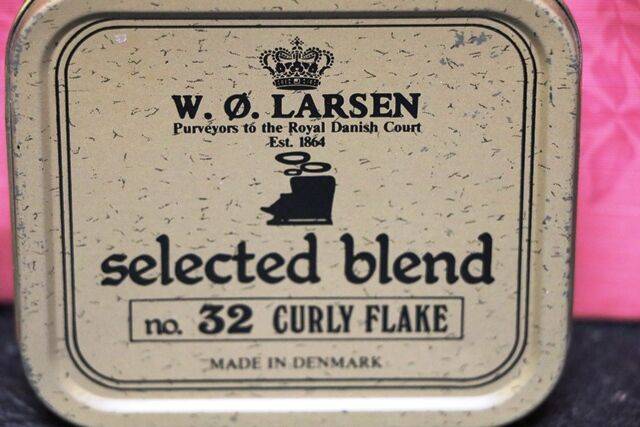 W. Ø. LARSEN
Purveyors to the Royal Danish Court
Est. 1864
selected blend
no. 32 CURLY FLAKE
MADE IN DENMARK